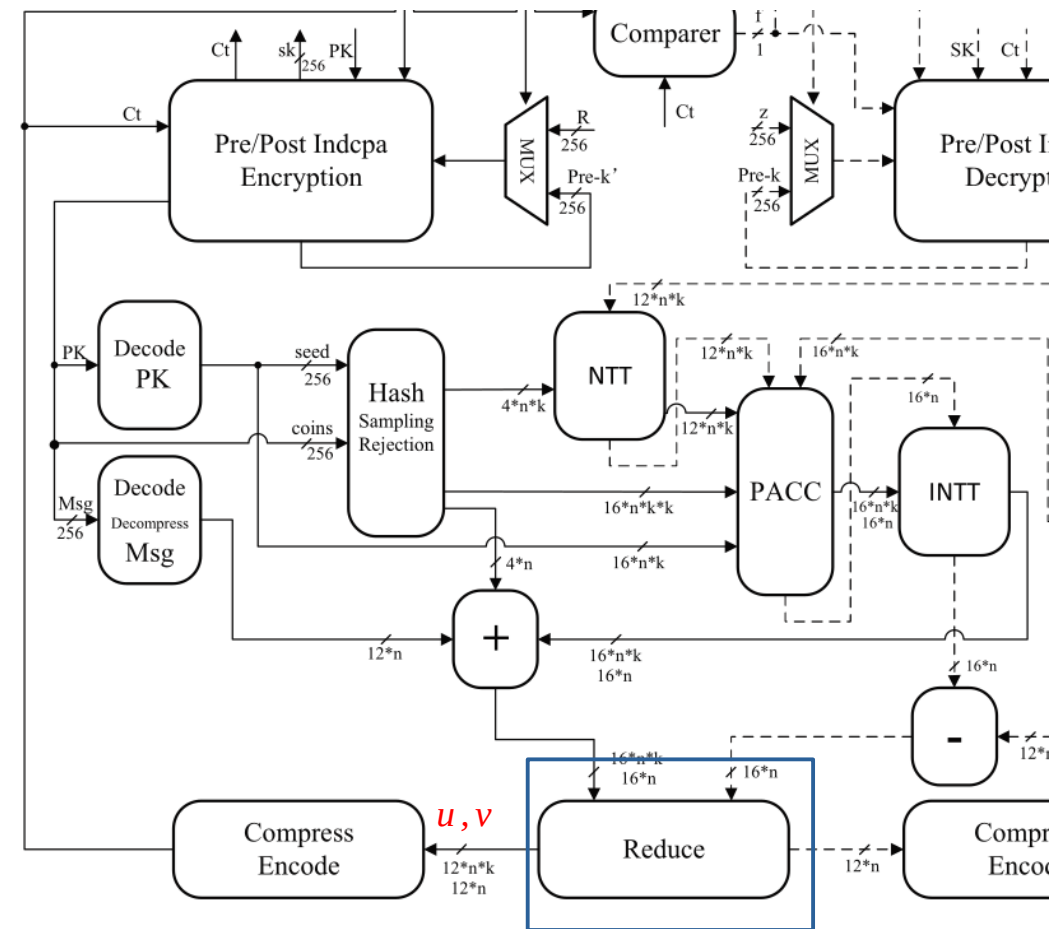 Comparer
f
1
Ct
sk
256
PK
SK
Ct
Ct
Pre/Post Indcpa
Encryption
MUX
R
256
Pre-k’
256
Ct
z
256
Pre-k
256
MUX
Pre/Post I
Decrypt
12*n*k
PK
Decode
PK
seed
256
coins
256
Hash
Sampling
Rejection
4*n*k
NTT
12*n*k
12*n*k
16*n*k
16*n
Msg
256
Decode
Decompress
Msg
16*n*k*k
16*n*k
4*n
PACC
16*n*k
16*n
INTT
12*n
+
16*n*k
16*n
16*n
-
12*n
16*n*k
16*n
16*n
u , v
Compress
Encode
12*n*k
12*n
Reduce
12*n
Compr
Enco